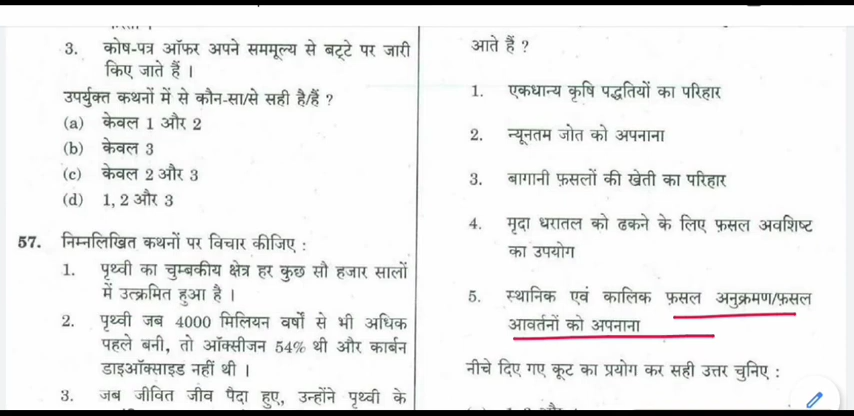 3. कोष-पत्र ऑफर अपने सममूल्य से बट्टे पर जारी
किए जाते हैं ।
उपर्युक्त कथनों में से कौन-सा/से सही है/हैं ?
(a) केवल 1 और 2
(b) केवल 3
(c) केवल 2 और 3
(d) 1, 2 और 3
57. निम्नलिखित कथनों पर विचार कीजिए :
1. पृथ्वी का चुम्बकीय क्षेत्र हर कुछ सौ हजार सालों
में उत्क्रमित हुआ है ।
2. पृथ्वी जब 4000 मिलियन वर्षों से भी अधिक
पहले बनी, तो ऑक्सीजन 54% थी और कार्बन
डाइऑक्साइड नहीं थी ।
3. जब जीवित जीव पैदा हुए, उन्होंने पृथ्वी के
आते हैं ?
1. एकधान्य कृषि पद्धतियों का परिहार
2. न्यूनतम जोत को अपनाना
3. बागानी फ़सलों की खेती का परिहार
4. मृदा धरातल को ढकने के लिए फ़सल अवशिष्ट
का उपयोग
5. स्थानिक एवं कालिक फ़सल अनुक्रमण/फ़सल
आवर्तनों को अपनाना
नीचे दिए गए कूट का प्रयोग कर सही उत्तर चुनिए :